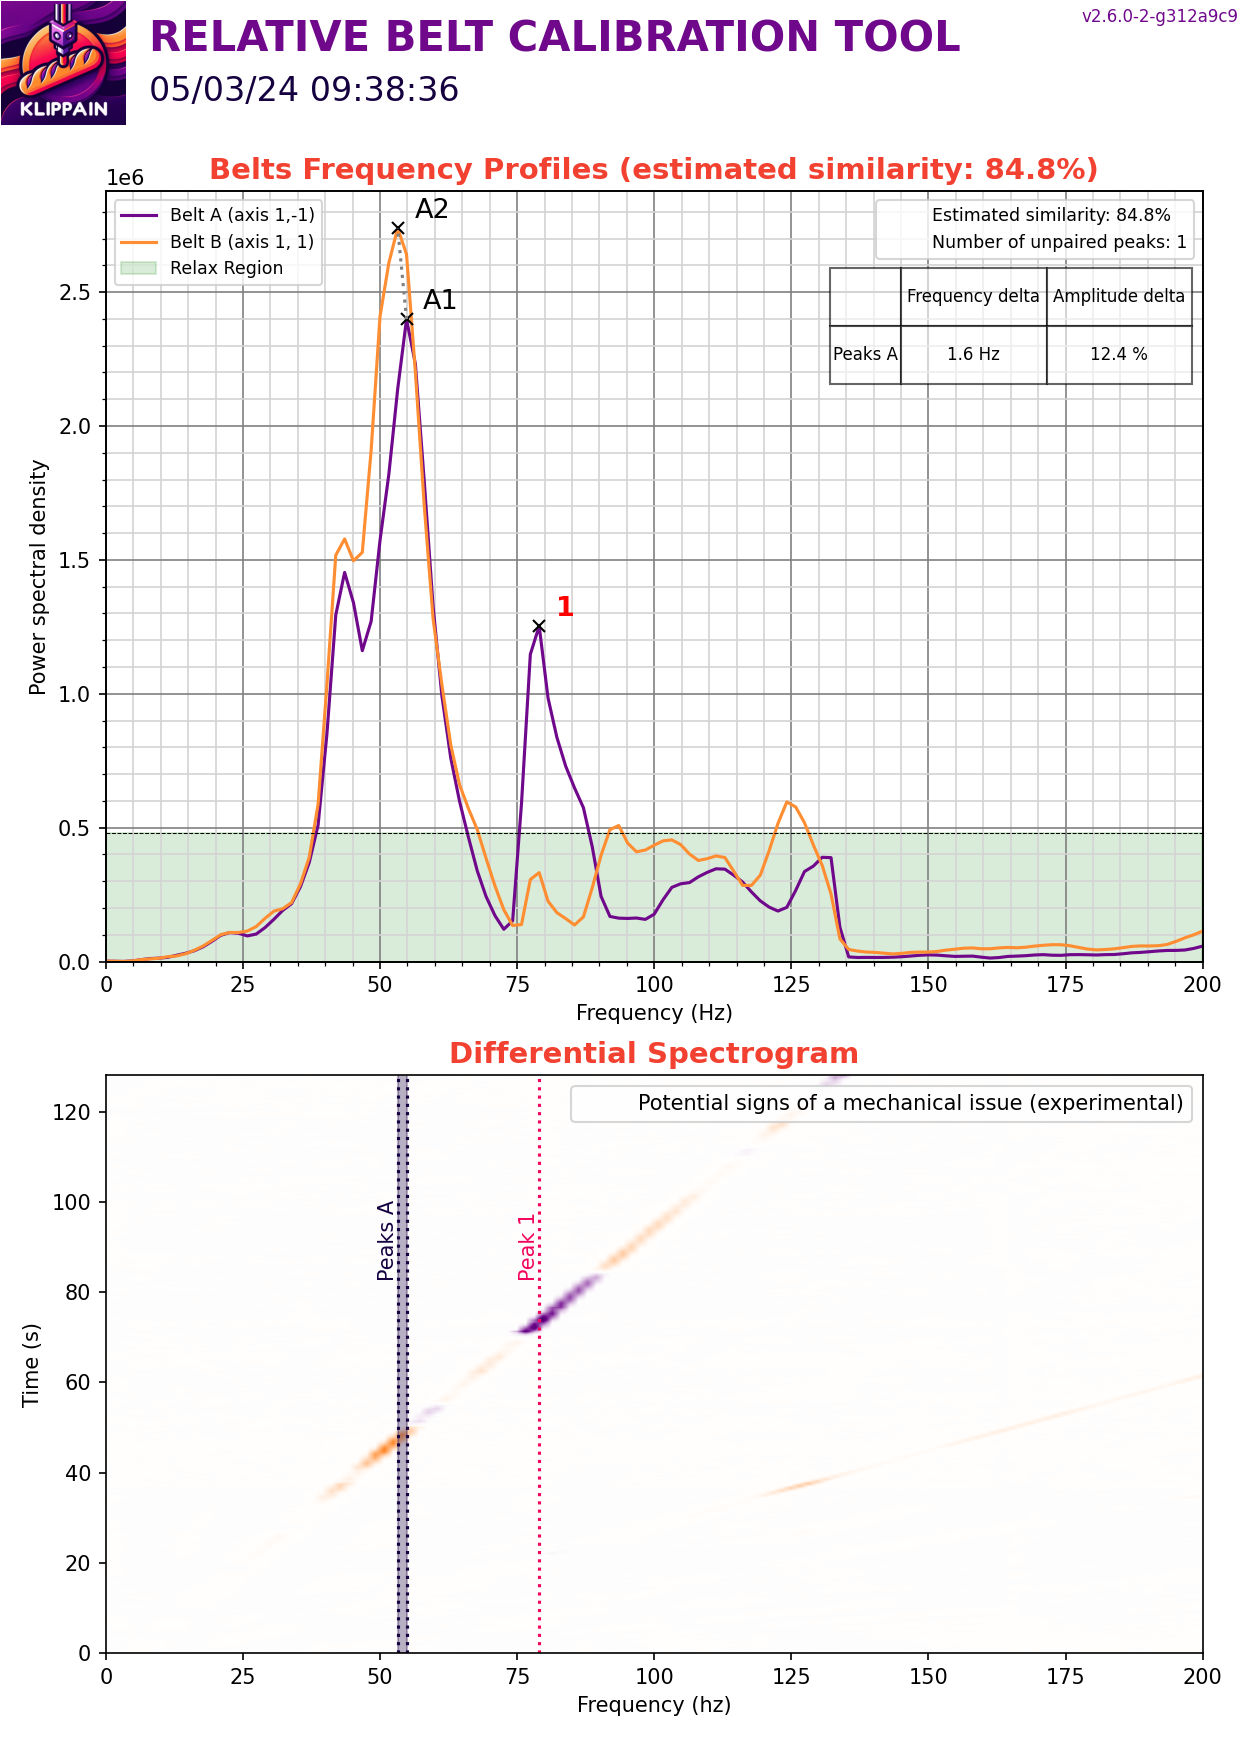 KLIPPAIN
RELATIVE BELT CALIBRATION TOOL
05/03/24 09:38:36
v2.6.0-2-g312a9c9
Belts Frequency Profiles (estimated similarity: 84.8%)
1e6
Belt A (axis 1,-1)
Belt B (axis 1, 1)
Relax Region
A2
A1
1
Estimated similarity: 84.8%
Number of unpaired peaks: 1
Frequency delta Amplitude delta
Peaks A 1.6 Hz 12.4 %
Power spectral density
2.5
2.0
1.5
1.0
0.5
0.0
0 25 50 75 100 125 150 175 200
Frequency (Hz)
Differential Spectrogram
Potential signs of a mechanical issue (experimental)
Peaks A
Peak 1
Time (s)
120
100
80
60
40
20
0
0 25 50 75 100 125 150 175 200
Frequency (hz)